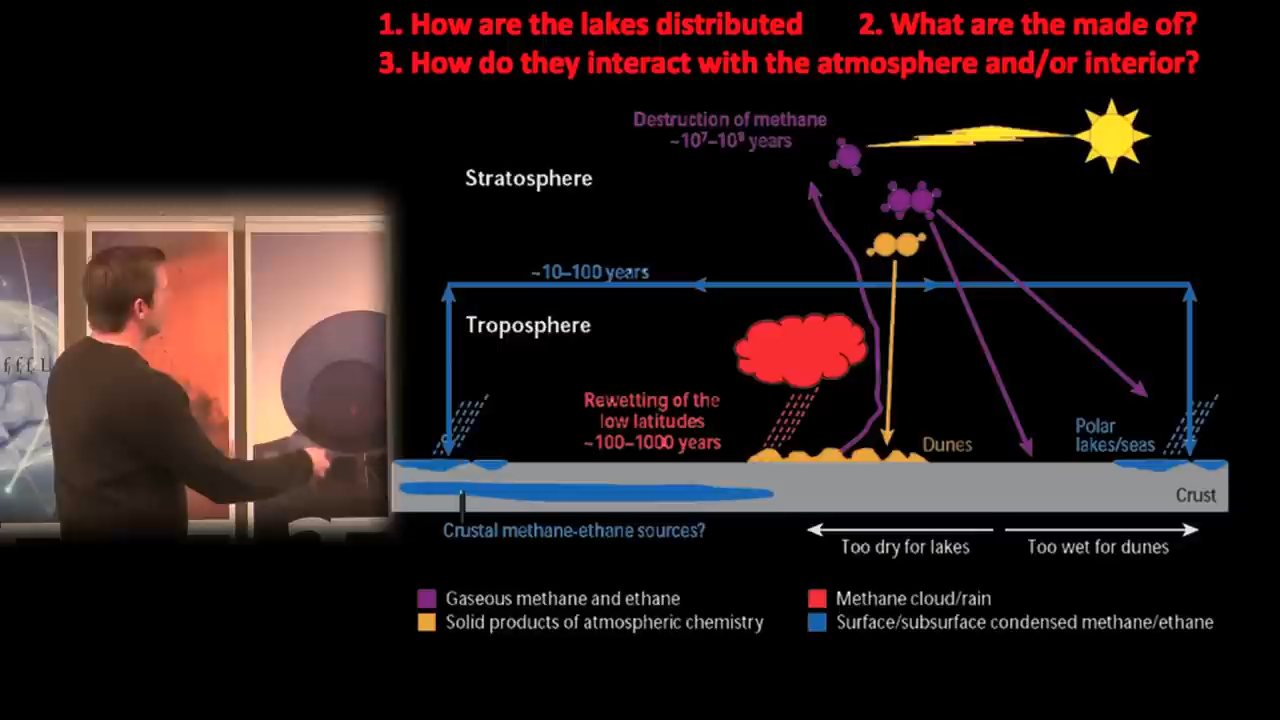 1. How are the lakes distributed 2. What are the made of?
3. How do they interact with the atmosphere and/or interior?
Destruction of methane
~10⁷–10⁸ years
Stratosphere
~10–100 years
Troposphere
Rewetting of the
low latitudes
~100–1000 years
Dunes
Polar
lakes/seas
Crust
Crustal methane-ethane sources?
Too dry for lakes
Too wet for dunes
Gaseous methane and ethane
Methane cloud/rain
Solid products of atmospheric chemistry
Surface/subsurface condensed methane/ethane